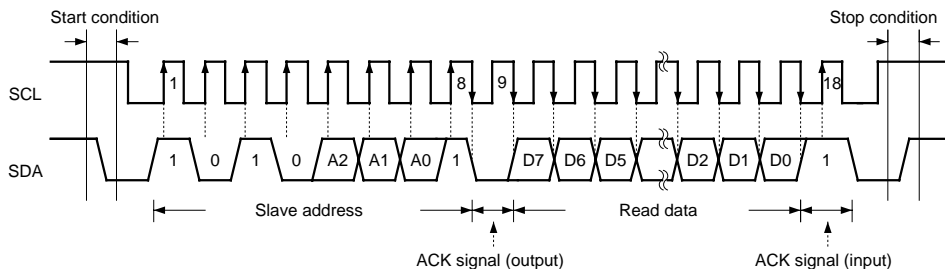 Start condition Stop condition
SCL 1 8 9 18
SDA 1 0 1 0 A2 A1 A0 1 D7 D6 D5 D2 D1 D0 1
Slave address Read data
ACK signal (output) ACK signal (input)